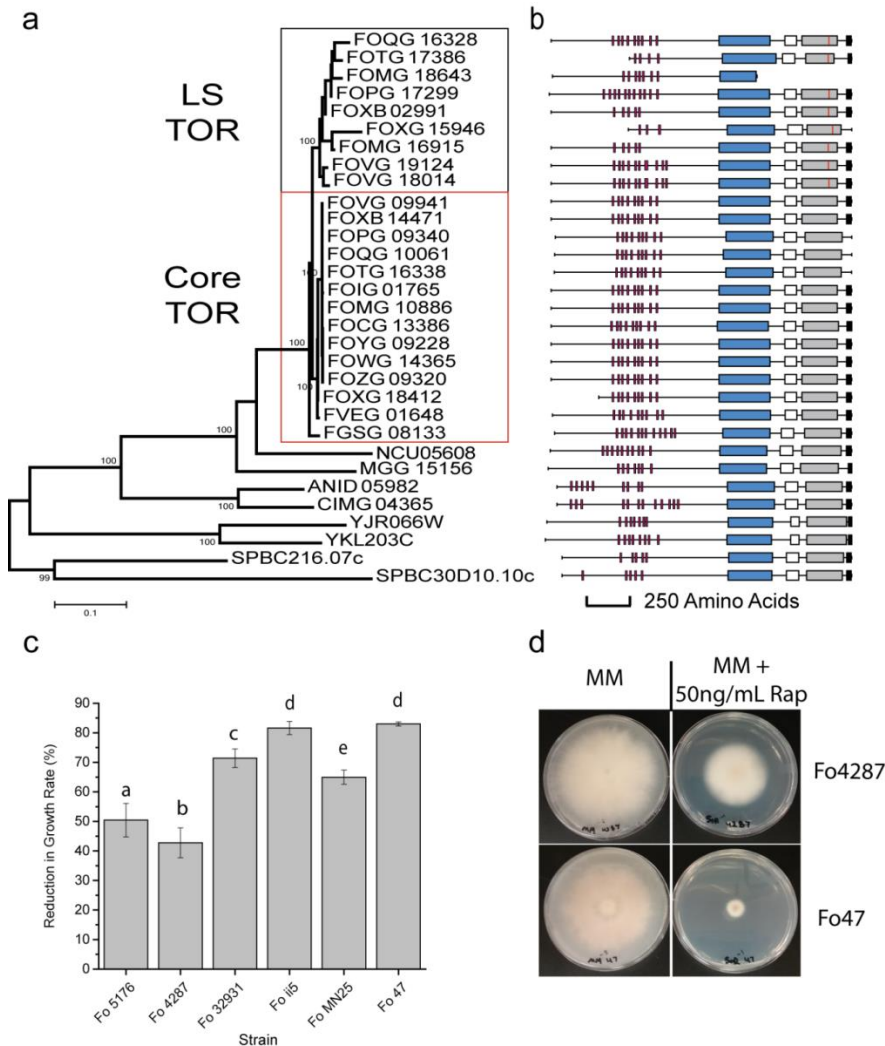 a
b
LS
TOR
Core
TOR
FOQG 16328
FOTG 17386
FOMG 18643
FOPG 17299
FOXB 02991
FOXG 15946
FOMG 16915
FOVG 19124
FOVG 18014
FOVG 09941
FOXB 14471
FOPG 09340
FOQG 10061
FOTG 16338
FOIG 01765
FOMG 10886
FOCG 13386
FOYG 09228
FOWG 14365
FOZG 09320
FOXG 18412
FVEG 01648
FGSG 08133
NCU05608
MGG 15156
ANID 05982
CIMG 04365
YJR066W
YKL203C
SPBC216.07c
SPBC30D10.10c
100
100
100
100
100
100
100
100
99
0.1
250 Amino Acids
c
Reduction in Growth Rate (%)
90
80
70
60
50
40
30
20
10
0
a
b
c
d
e
d
Fo 5176
Fo 4287
Fo 32931
Fo ii5
Fo MN25
Fo 47
Strain
d
MM
MM +
50ng/mL Rap
Fo4287
Fo47